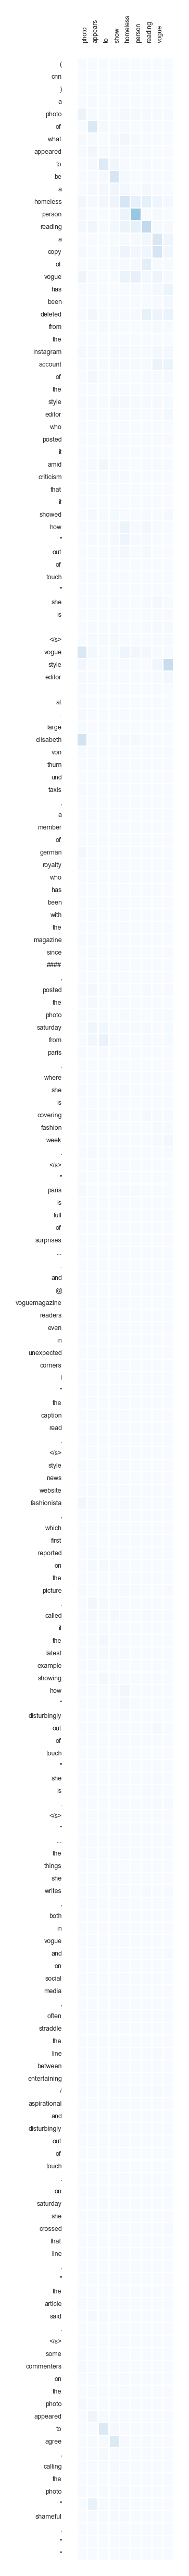 photo
appears
to
show
homeless
person
reading
vogue
(
cnn
)
a
photo
of
what
appeared
to
be
a
homeless
person
reading
a
copy
of
vogue
has
been
deleted
from
the
instagram
account
of
the
style
editor
who
posted
it
amid
criticism
that
it
showed
how
"
out
of
touch
"
she
is
.
</s>
vogue
style
editor
-
at
-
large
elisabeth
von
thurn
und
taxis
,
a
member
of
german
royalty
who
has
been
with
the
magazine
since
####
,
posted
the
photo
saturday
from
paris
,
where
she
is
covering
fashion
week
.
</s>
"
paris
is
full
of
surprises
...
.
and
@
voguemagazine
readers
even
in
unexpected
corners
!
"
the
caption
read
.
</s>
style
news
website
fashionista
,
which
first
reported
on
the
picture
,
called
it
the
latest
example
showing
how
"
disturbingly
out
of
touch
"
she
is
.
</s>
"
...
the
things
she
writes
,
both
in
vogue
and
on
social
media
,
often
straddle
the
line
between
entertaining
/
aspirational
and
disturbingly
out
of
touch
.
on
saturday
she
crossed
that
line
,
"
the
article
said
.
</s>
some
commenters
on
the
photo
appeared
to
agree
,
calling
the
photo
"
shameful
,
"
"